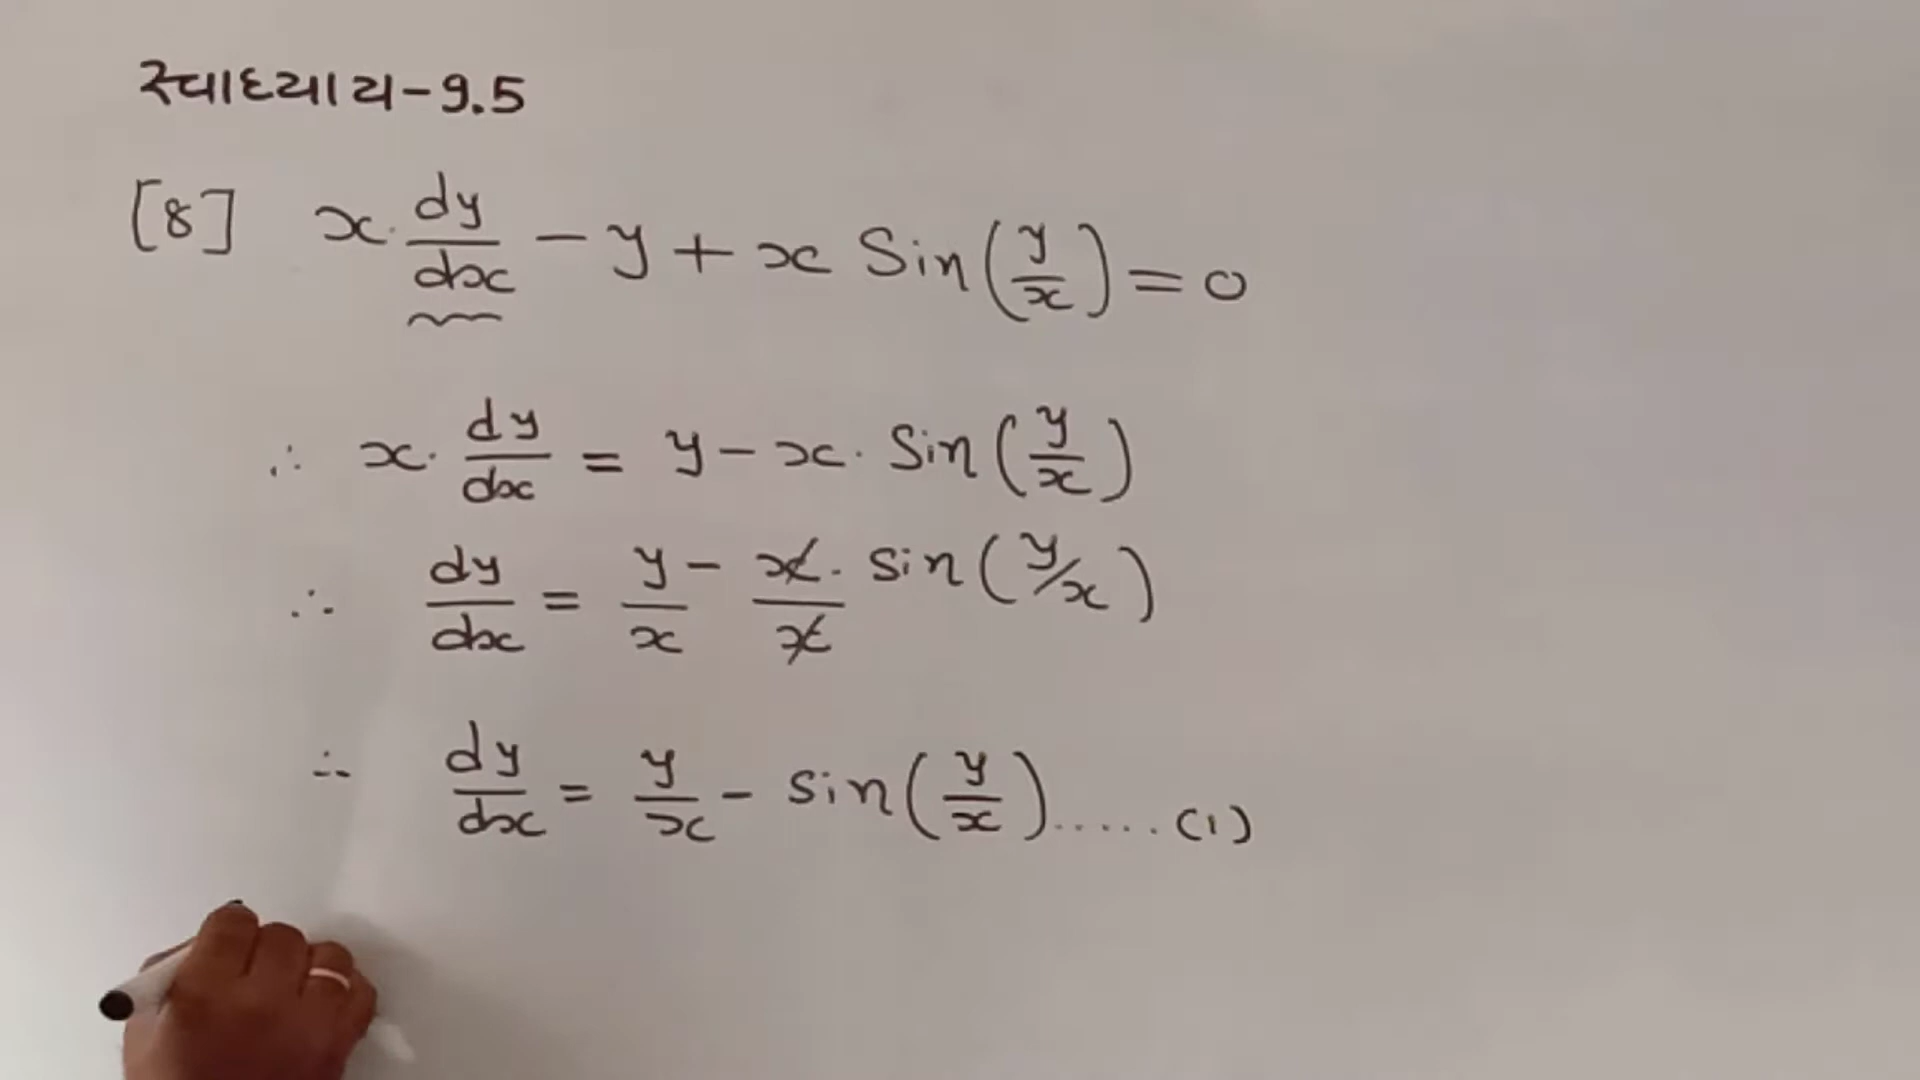 સ્વાધ્યાય-9.5
[8] x·dy/dx - y + x Sin(y/x) = 0
∴ x·dy/dx = y - x· Sin(y/x)
∴ dy/dx = y/x - x·/x sin(y/x)
∴ dy/dx = y/x - sin(y/x)......(1)